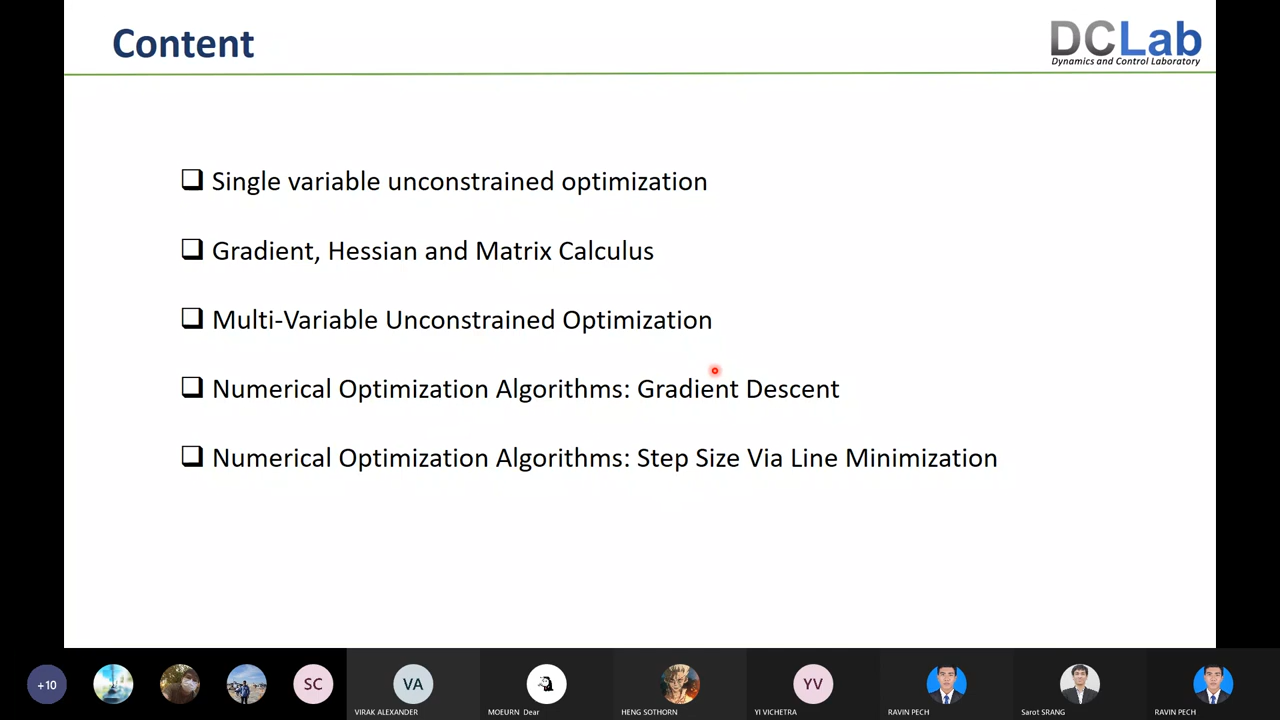 Content
DCLab
Dynamics and Control Laboratory
Single variable unconstrained optimization
Gradient, Hessian and Matrix Calculus
Multi-Variable Unconstrained Optimization
Numerical Optimization Algorithms: Gradient Descent
Numerical Optimization Algorithms: Step Size Via Line Minimization
+10
SC
VA
YV
VIRAK ALEXANDER
MOEURN Dear
HENG SOTHORN
YI VICHETRA
RAVIN PECH
Sarot SRANG
RAVIN PECH